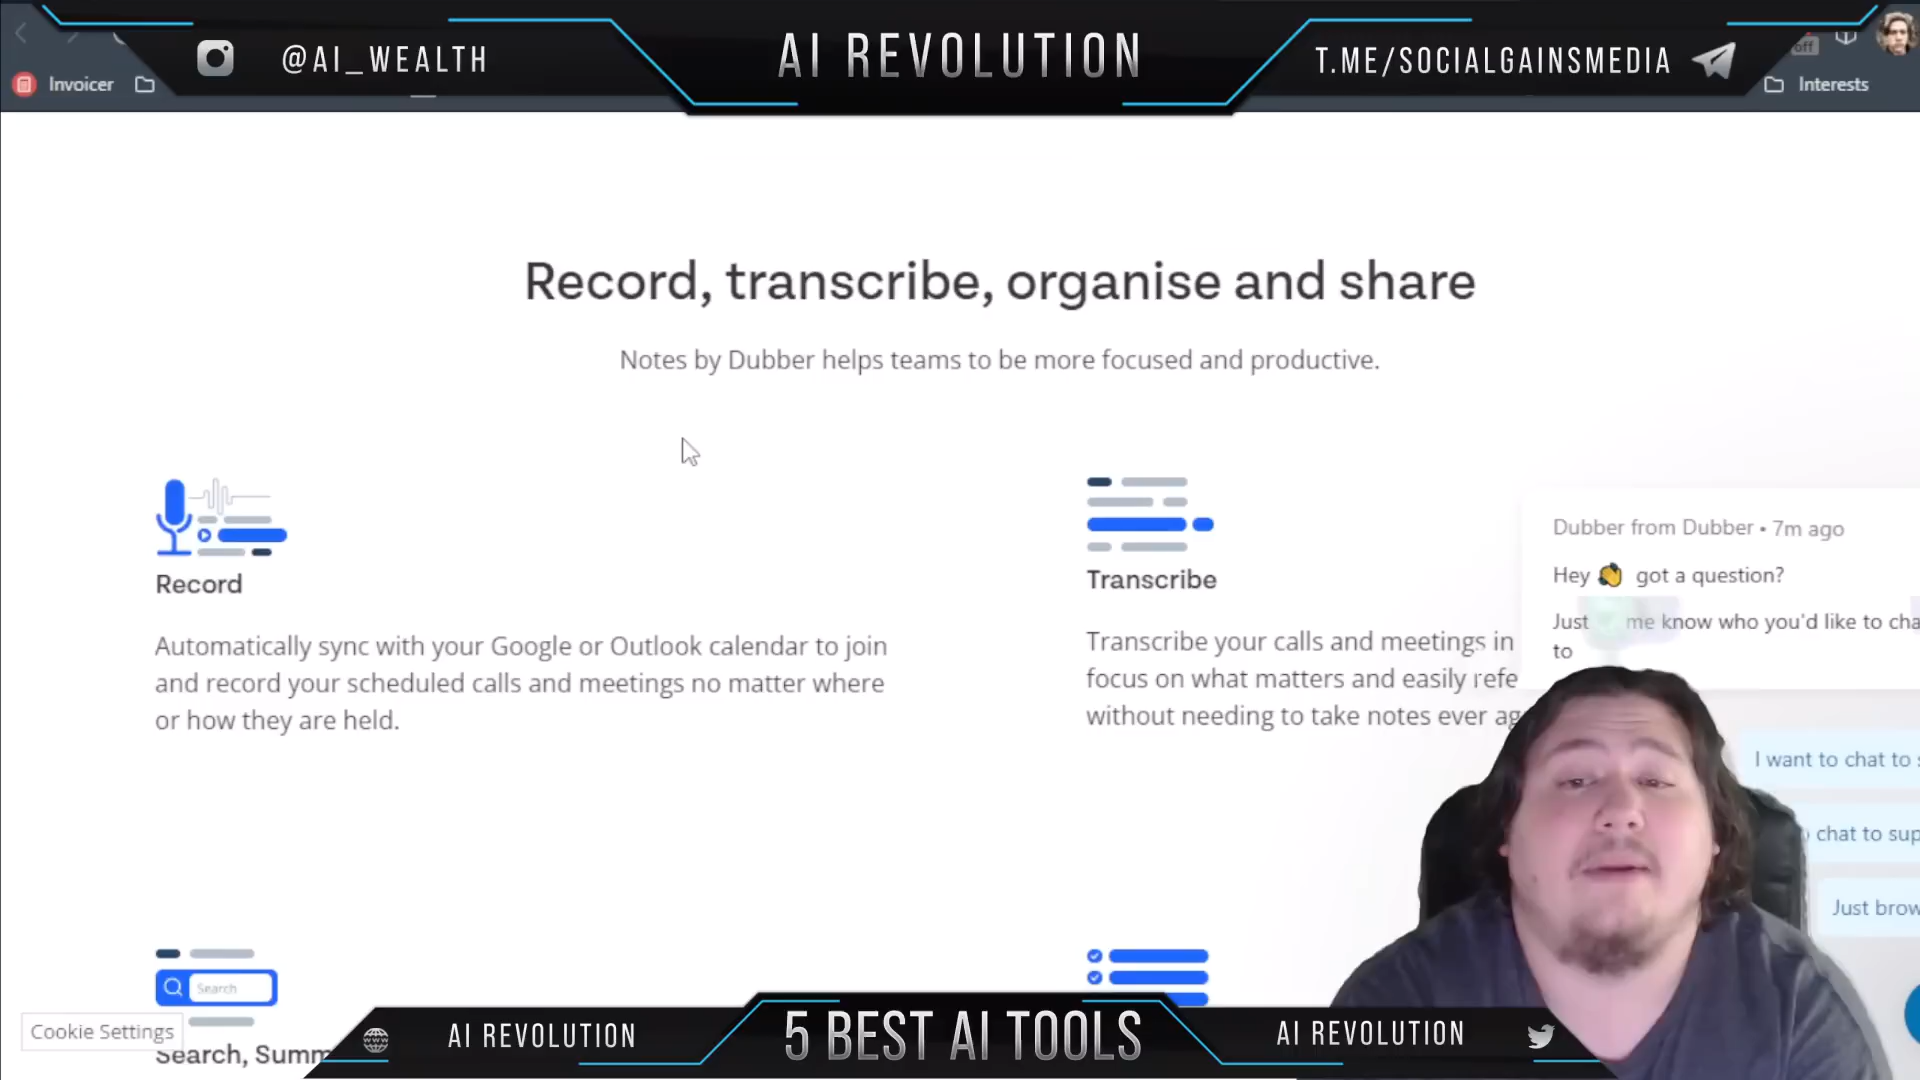 @AI_WEALTH
AI REVOLUTION
T.ME/SOCIALGAINSMEDIA
off
Invoicer
Interests
Record, transcribe, organise and share
Notes by Dubber helps teams to be more focused and productive.
Record
Automatically sync with your Google or Outlook calendar to join
and record your scheduled calls and meetings no matter where
or how they are held.
Transcribe
Transcribe your calls and meetings in
focus on what matters and easily refe
without needing to take notes ever ag
Dubber from Dubber • 7m ago
Hey 👋 got a question?
Just me know who you'd like to cha
to
I want to chat to s
chat to sup
Just brow
Search
Cookie Settings
Search, Summ
AI REVOLUTION
5 BEST AI TOOLS
AI REVOLUTION